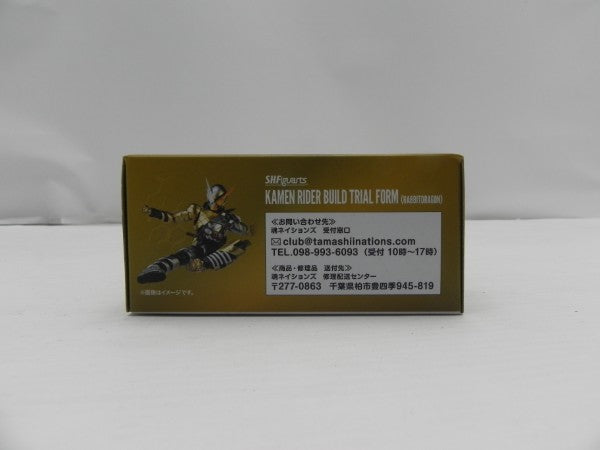 S.H.Figuarts
KAMEN RIDER BUILD TRIAL FORM (RABBITDRAGON)
≪お問い合わせ先≫
魂ネイションズ 受付窓口
✉club@tamashiinations.com
TEL.098-993-6093 (受付 10時〜17時)
≪商品・修理品 送付先≫
魂ネイションズ 修理配送センター
〒277-0863 千葉県柏市豊四季945-819
※画像はイメージです。